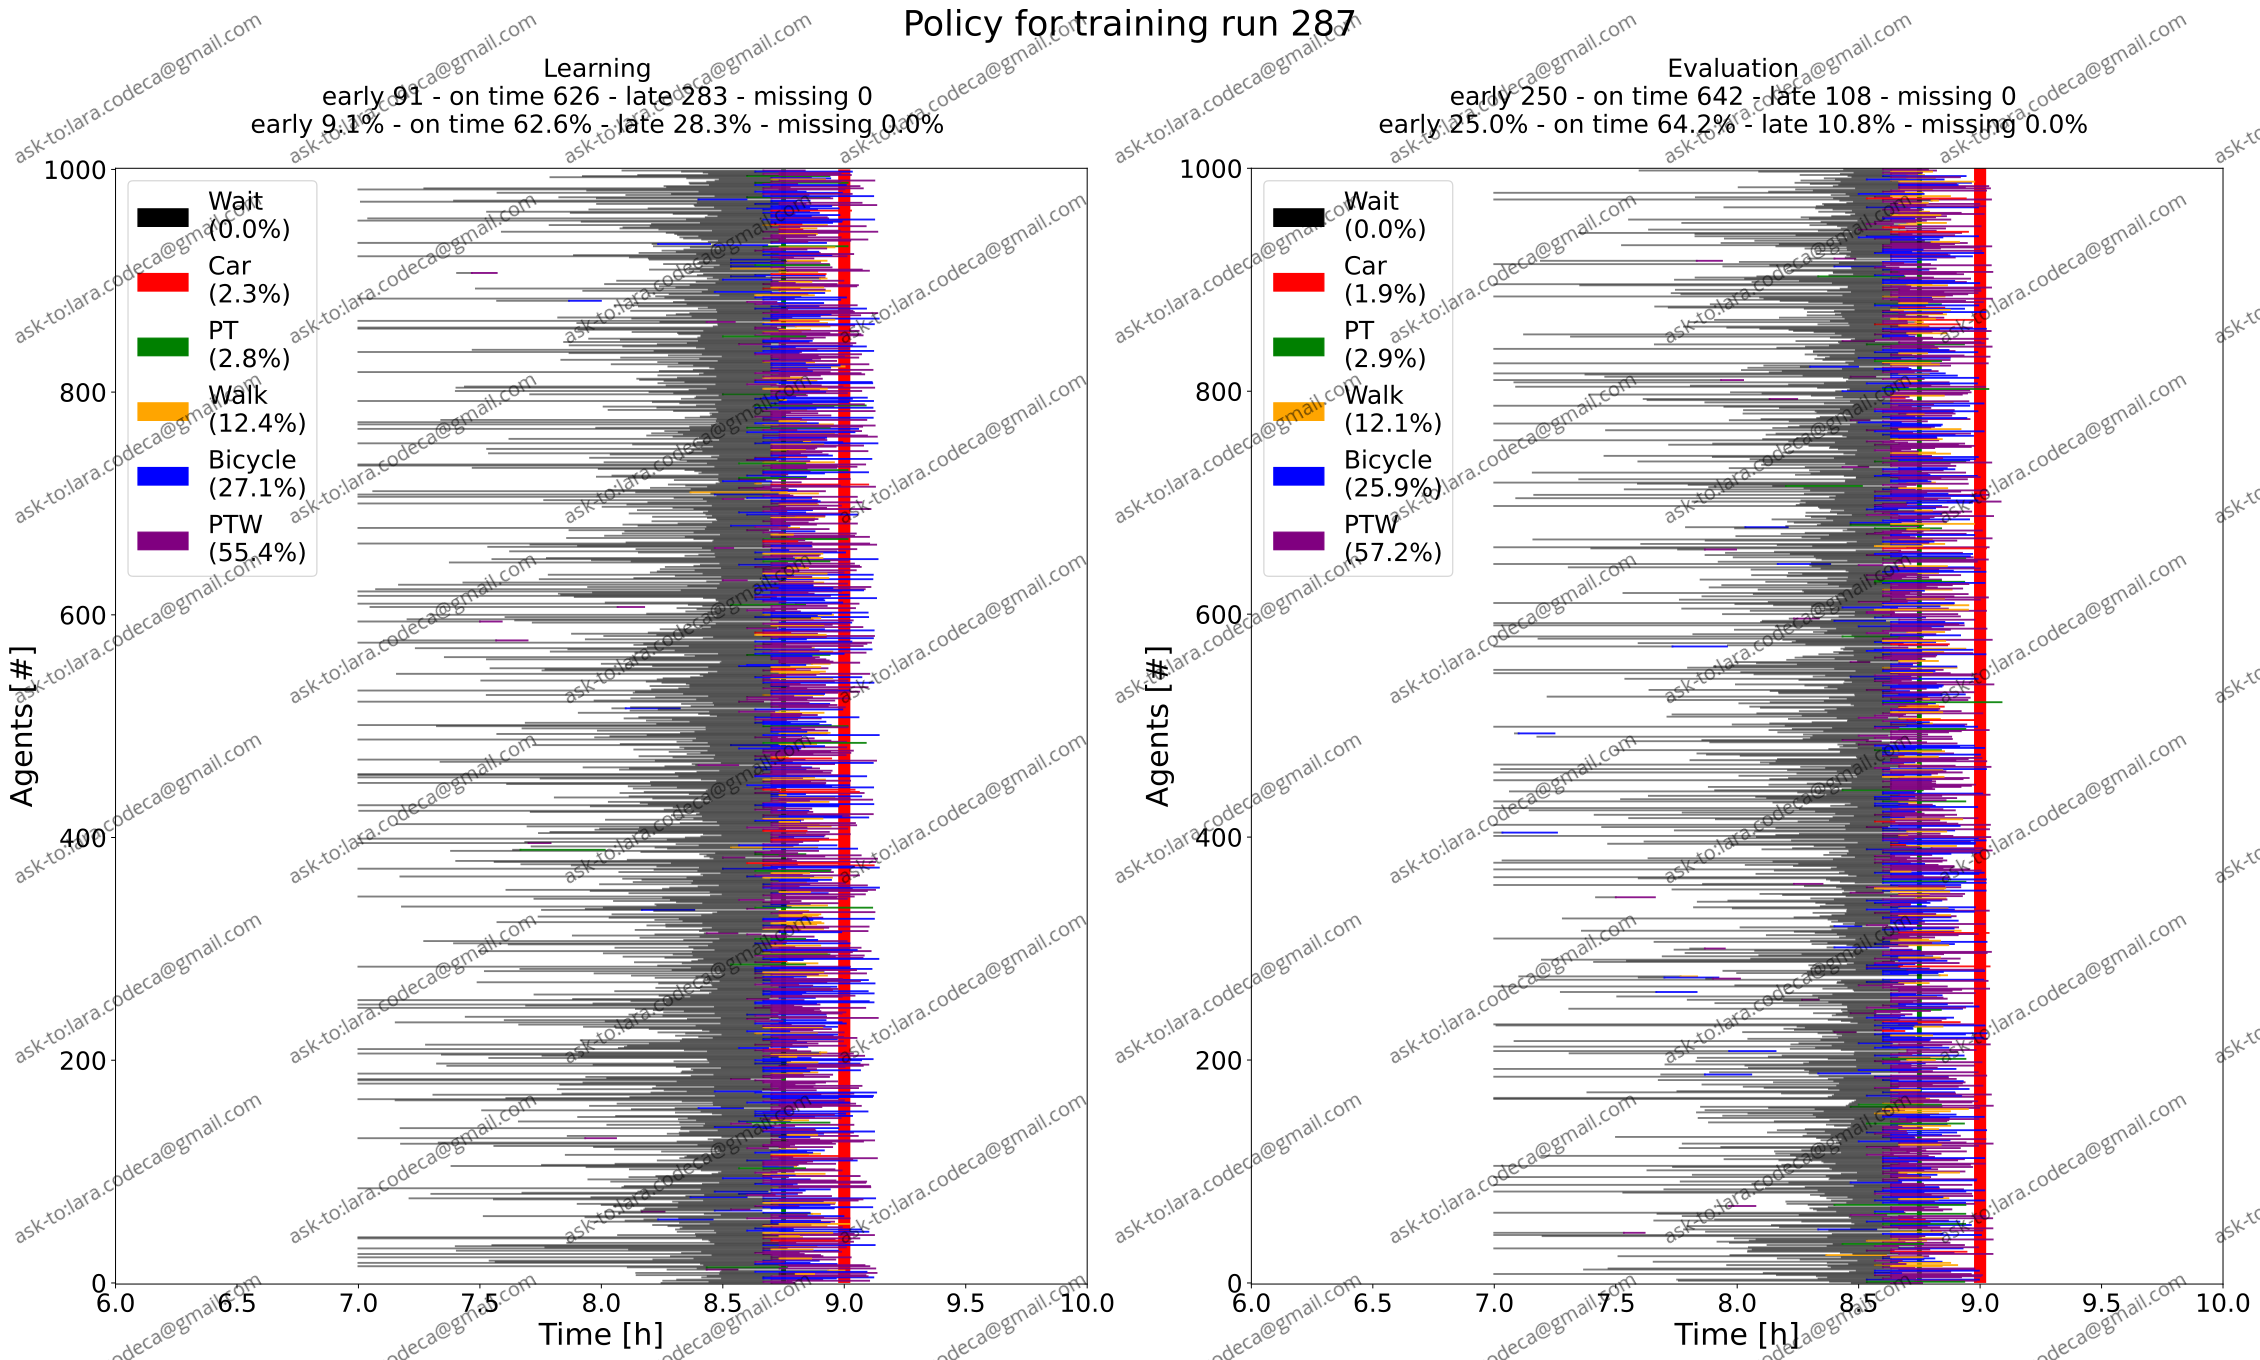 Policy for training run 287
Learning
early 91 - on time 626 - late 283 - missing 0
early 9.1% - on time 62.6% - late 28.3% - missing 0.0%
1000
800
600
400
200
0
Agents [#]
Wait
(0.0%)
Car
(2.3%)
PT
(2.8%)
Walk
(12.4%)
Bicycle
(27.1%)
PTW
(55.4%)
6.0 6.5 7.0 7.5 8.0 8.5 9.0 9.5 10.0
Time [h]
Evaluation
early 250 - on time 642 - late 108 - missing 0
early 25.0% - on time 64.2% - late 10.8% - missing 0.0%
1000
800
600
400
200
0
Agents [#]
Wait
(0.0%)
Car
(1.9%)
PT
(2.9%)
Walk
(12.1%)
Bicycle
(25.9%)
PTW
(57.2%)
6.0 6.5 7.0 7.5 8.0 8.5 9.0 9.5 10.0
Time [h]
ask-to:lara.codeca@gmail.com